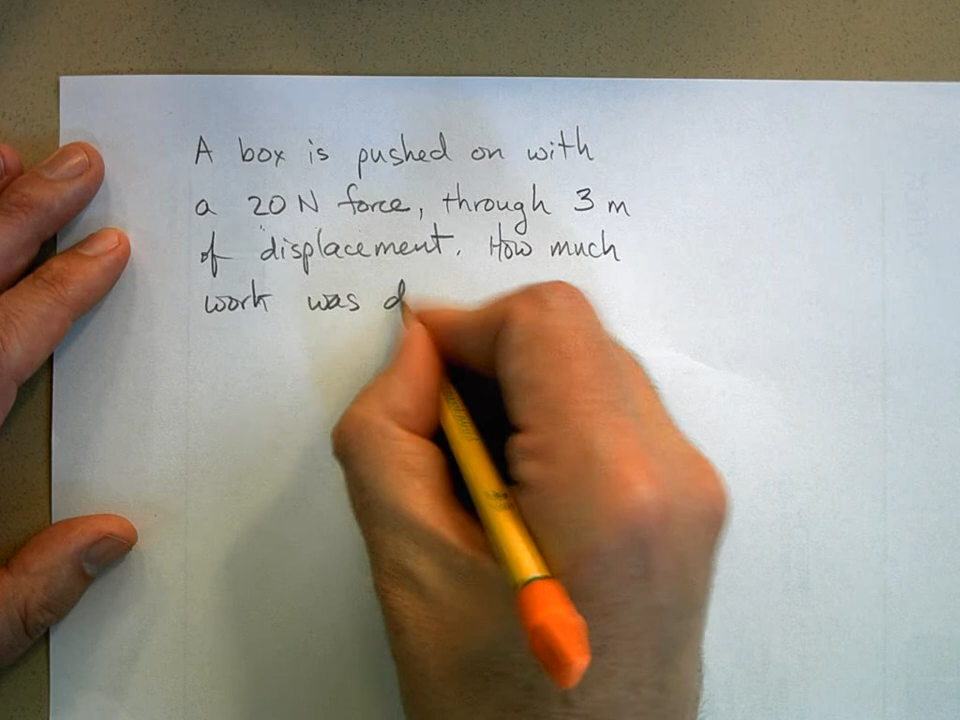 A box is pushed on with
a 20 N force, through 3 m
of displacement. How much
work was d